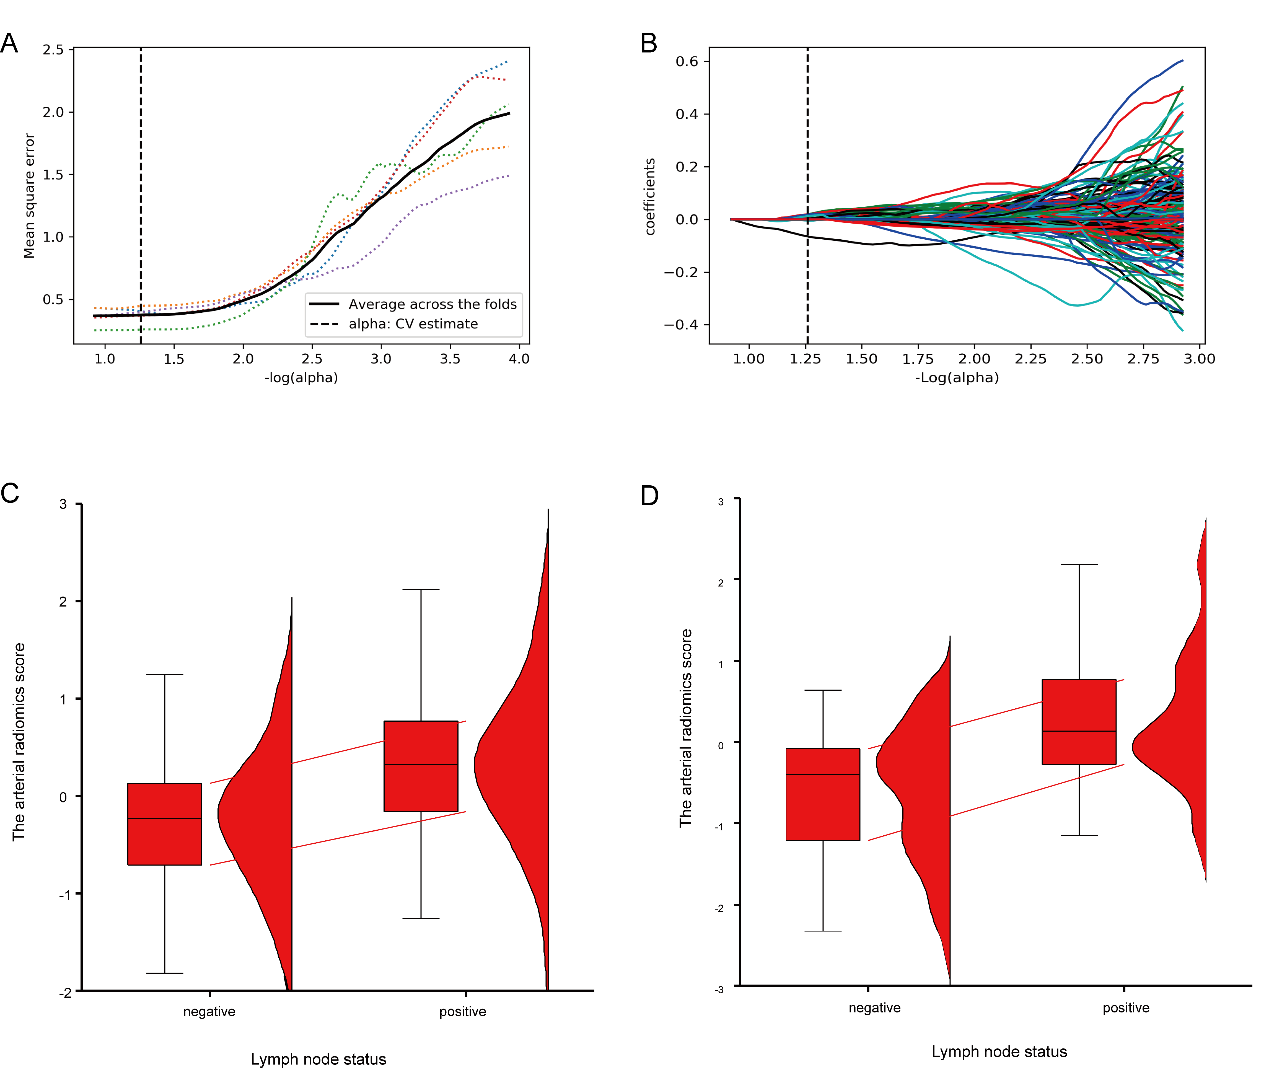 A
2.5
2.0
1.5
1.0
0.5
Mean square error
Average across the folds
alpha: CV estimate
1.0 1.5 2.0 2.5 3.0 3.5 4.0
-log(alpha)
B
0.6
0.4
0.2
0.0
−0.2
−0.4
coefficients
1.00 1.25 1.50 1.75 2.00 2.25 2.50 2.75 3.00
-Log(alpha)
C
3
2
1
0
-1
-2
The arterial radiomics score
negative positive
Lymph node status
D
3
2
1
0
-1
-2
-3
The arterial radiomics score
negative positive
Lymph node status